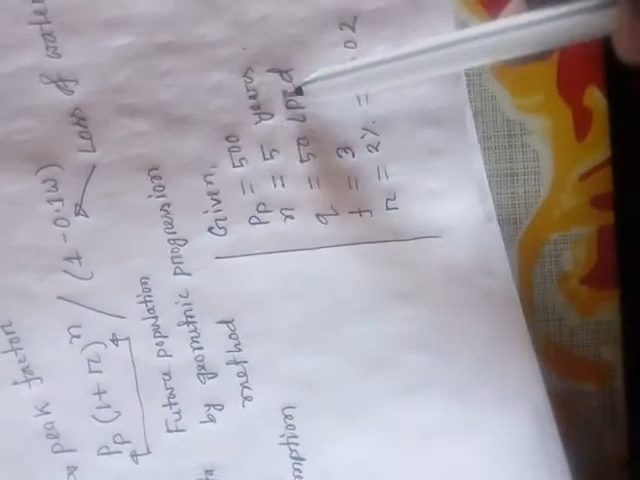 peak factor
Pp (1+r)^n / (1-0.1W)
Loss of water
Future population
by geometric progression
method
Given,
Pp = 500
n = 5 years
q = 50 LPcd
f = 3
r = 2% = .02